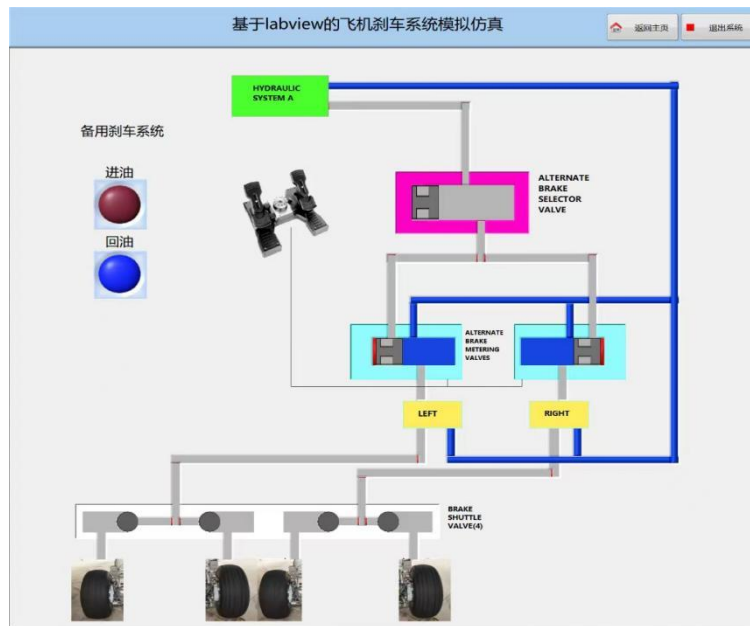 基于labview的飞机刹车系统模拟仿真
返回主页
退出系统
HYDRAULIC
SYSTEM A
备用刹车系统
进油
回油
ALTERNATE
BRAKE
SELECTOR
VALVE
ALTERNATE
BRAKE
METERING
VALVES
LEFT
RIGHT
BRAKE
SHUTTLE
VALVE(4)